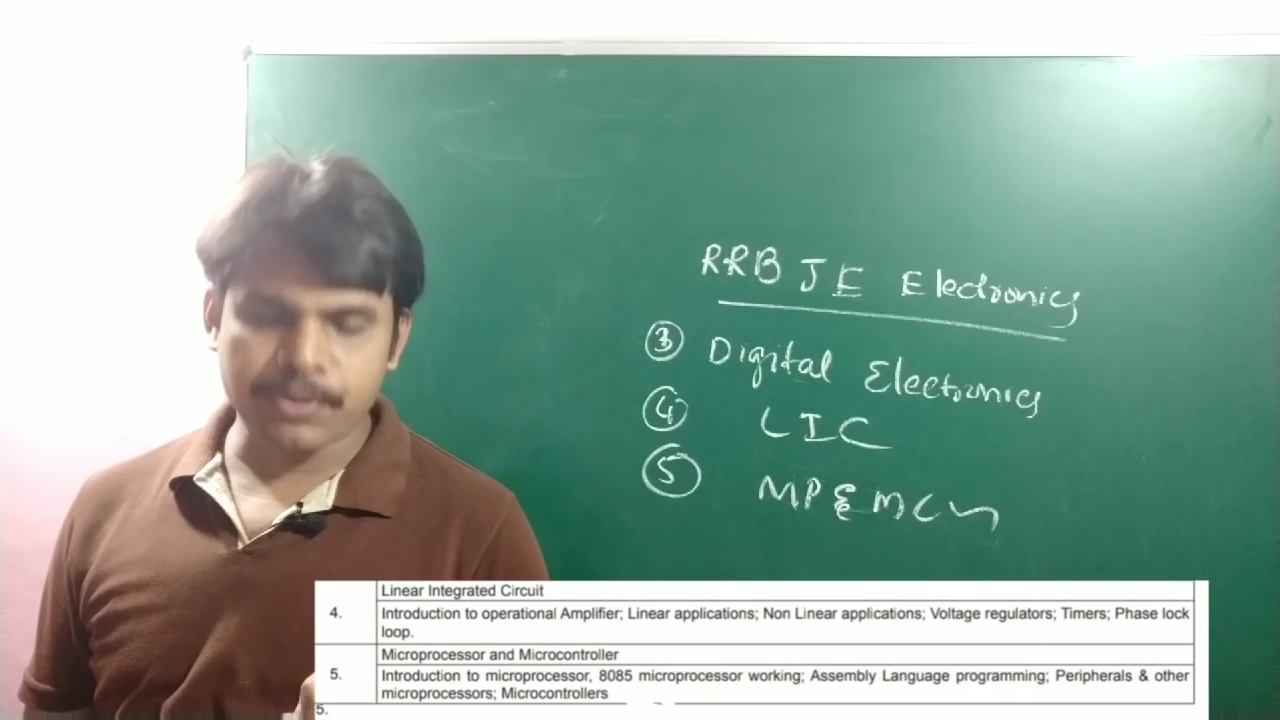 RRB JE Electronics
③ Digital Electronics
④ LIC
⑤ MP & MC
Linear Integrated Circuit
4. Introduction to operational Amplifier; Linear applications; Non Linear applications; Voltage regulators; Timers; Phase lock
loop.
Microprocessor and Microcontroller
5. Introduction to microprocessor, 8085 microprocessor working; Assembly Language programming; Peripherals & other
microprocessors; Microcontrollers
5.